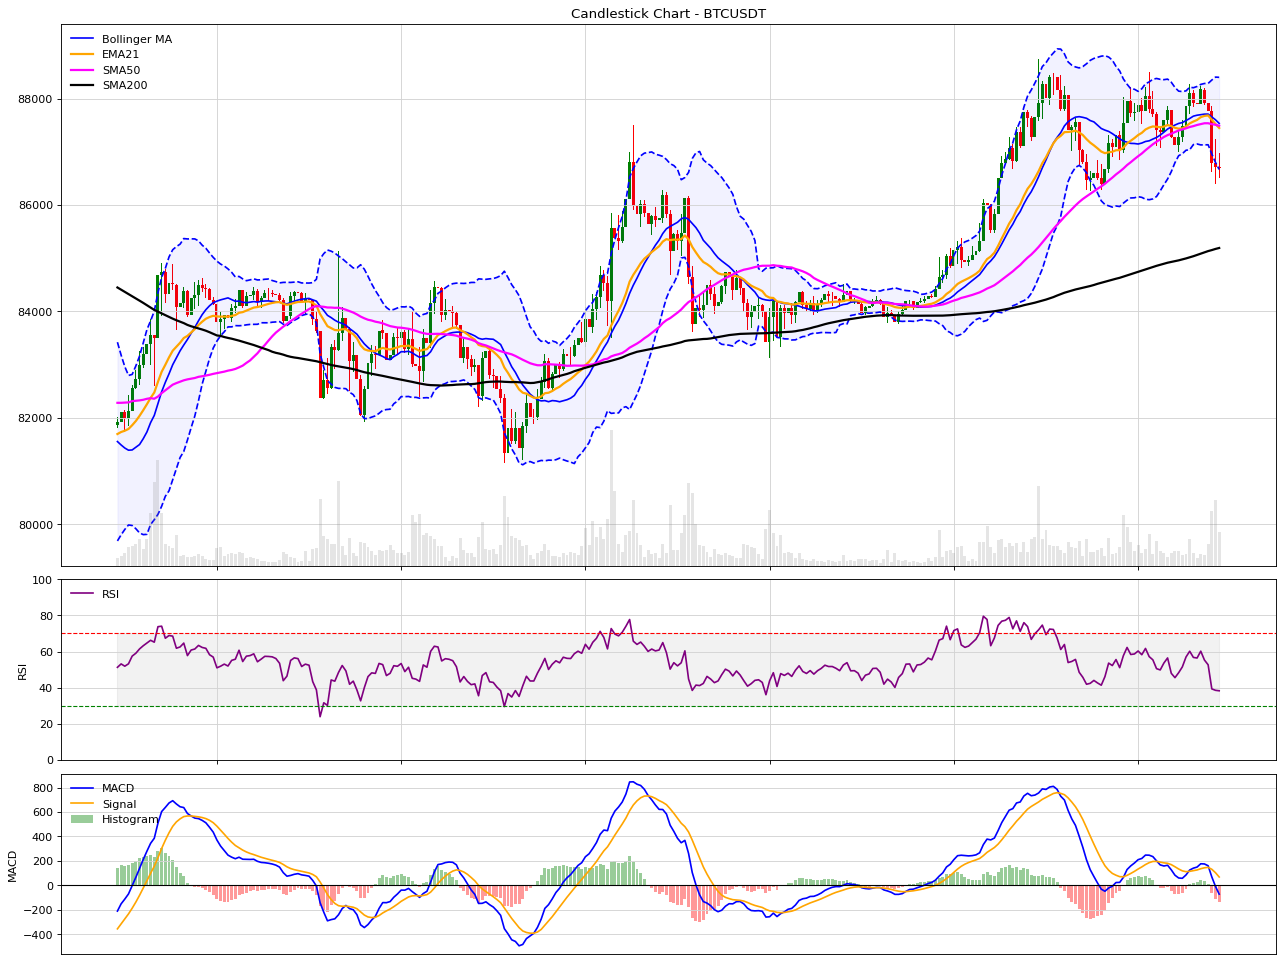 Candlestick Chart - BTCUSDT
Bollinger MA
EMA21
SMA50
SMA200
88000
86000
84000
82000
80000
RSI
RSI
100
80
60
40
20
0
MACD
Signal
Histogram
MACD
800
600
400
200
0
−200
−400